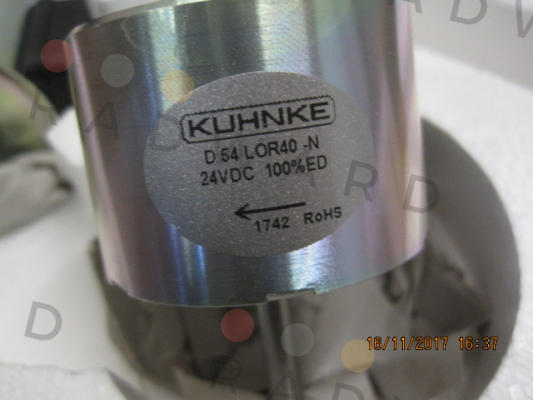 KUHNKE
D 54 LOR40 -N
24VDC 100%ED
1742 RoHS
16/11/2017 16:37